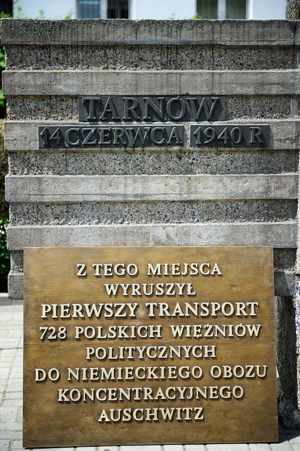 TARNÓW
14 CZERWCA 1940 R
Z TEGO MIEJSCA
WYRUSZYŁ
PIERWSZY TRANSPORT
728 POLSKICH WIĘŹNIÓW
POLITYCZNYCH
DO NIEMIECKIEGO OBOZU
KONCENTRACYJNEGO
AUSCHWITZ